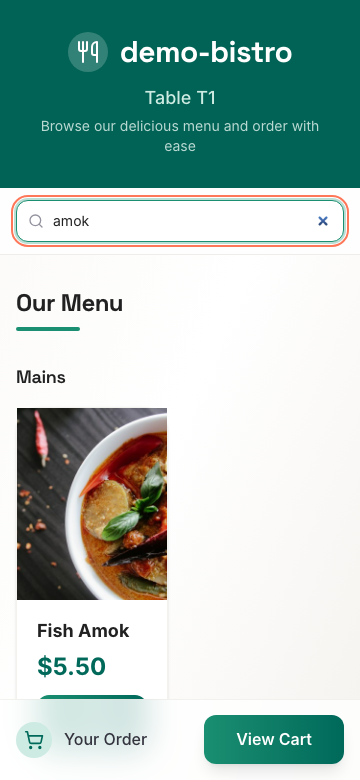 demo-bistro
Table T1
Browse our delicious menu and order with
ease
amok
Our Menu
Mains
Fish Amok
$5.50
Your Order
View Cart